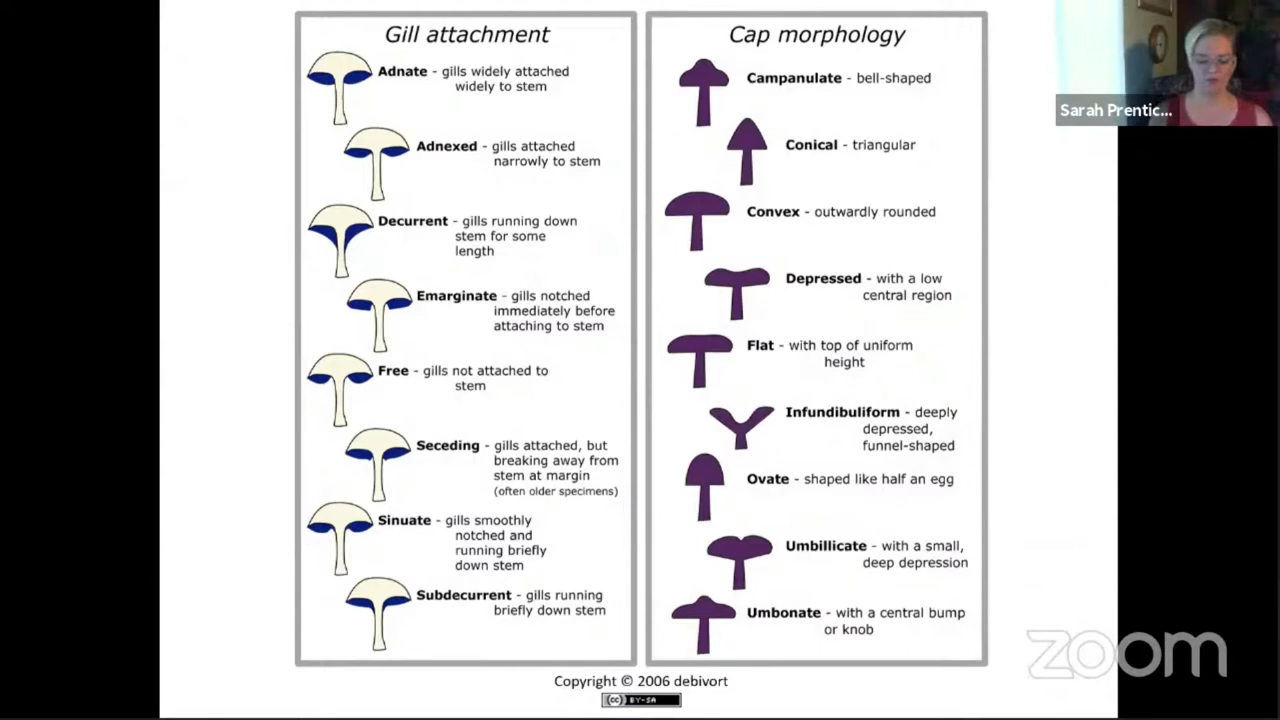 Gill attachment
Adnate - gills widely attached
widely to stem
Adnexed - gills attached
narrowly to stem
Decurrent - gills running down
stem for some
length
Emarginate - gills notched
immediately before
attaching to stem
Free - gills not attached to
stem
Seceding - gills attached, but
breaking away from
stem at margin
(often older specimens)
Sinuate - gills smoothly
notched and
running briefly
down stem
Subdecurrent - gills running
briefly down stem
Cap morphology
Campanulate - bell-shaped
Conical - triangular
Convex - outwardly rounded
Depressed - with a low
central region
Flat - with top of uniform
height
Infundibuliform - deeply
depressed,
funnel-shaped
Ovate - shaped like half an egg
Umbillicate - with a small,
deep depression
Umbonate - with a central bump
or knob
Copyright © 2006 debivort
cc BY-SA
Sarah Prentic...
zoom